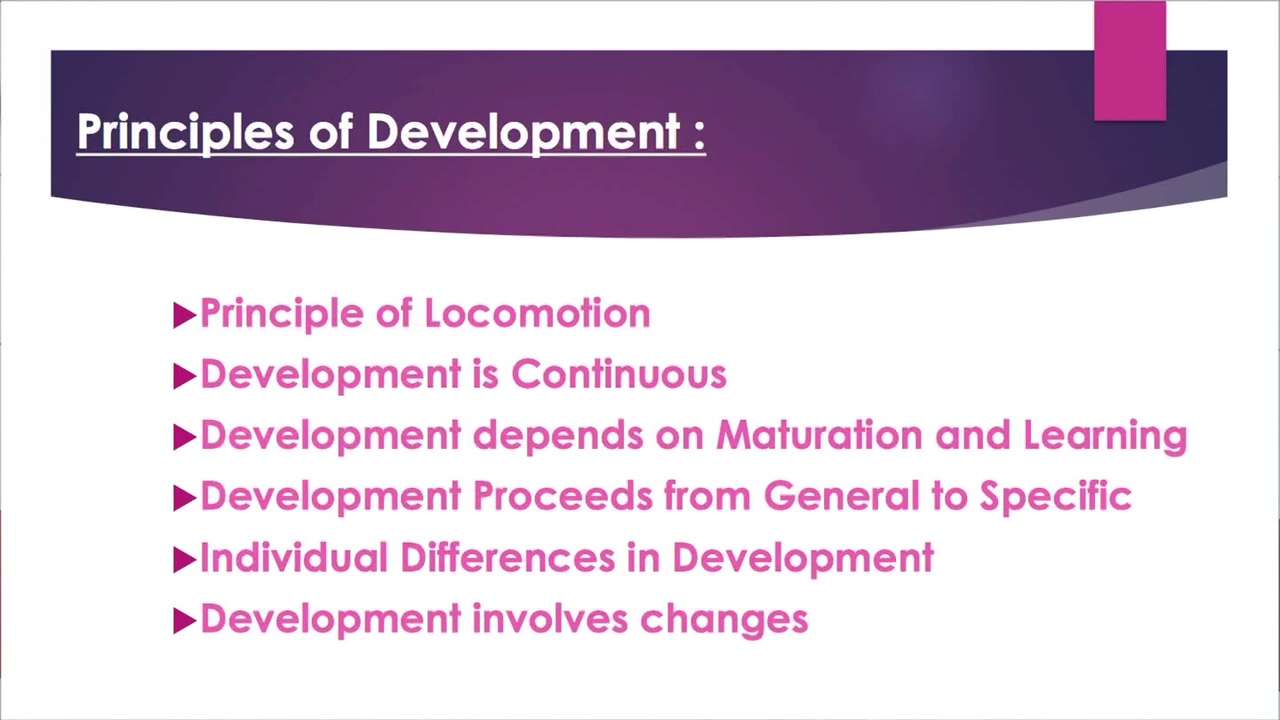 Principles of Development :
Principle of Locomotion
Development is Continuous
Development depends on Maturation and Learning
Development Proceeds from General to Specific
Individual Differences in Development
Development involves changes